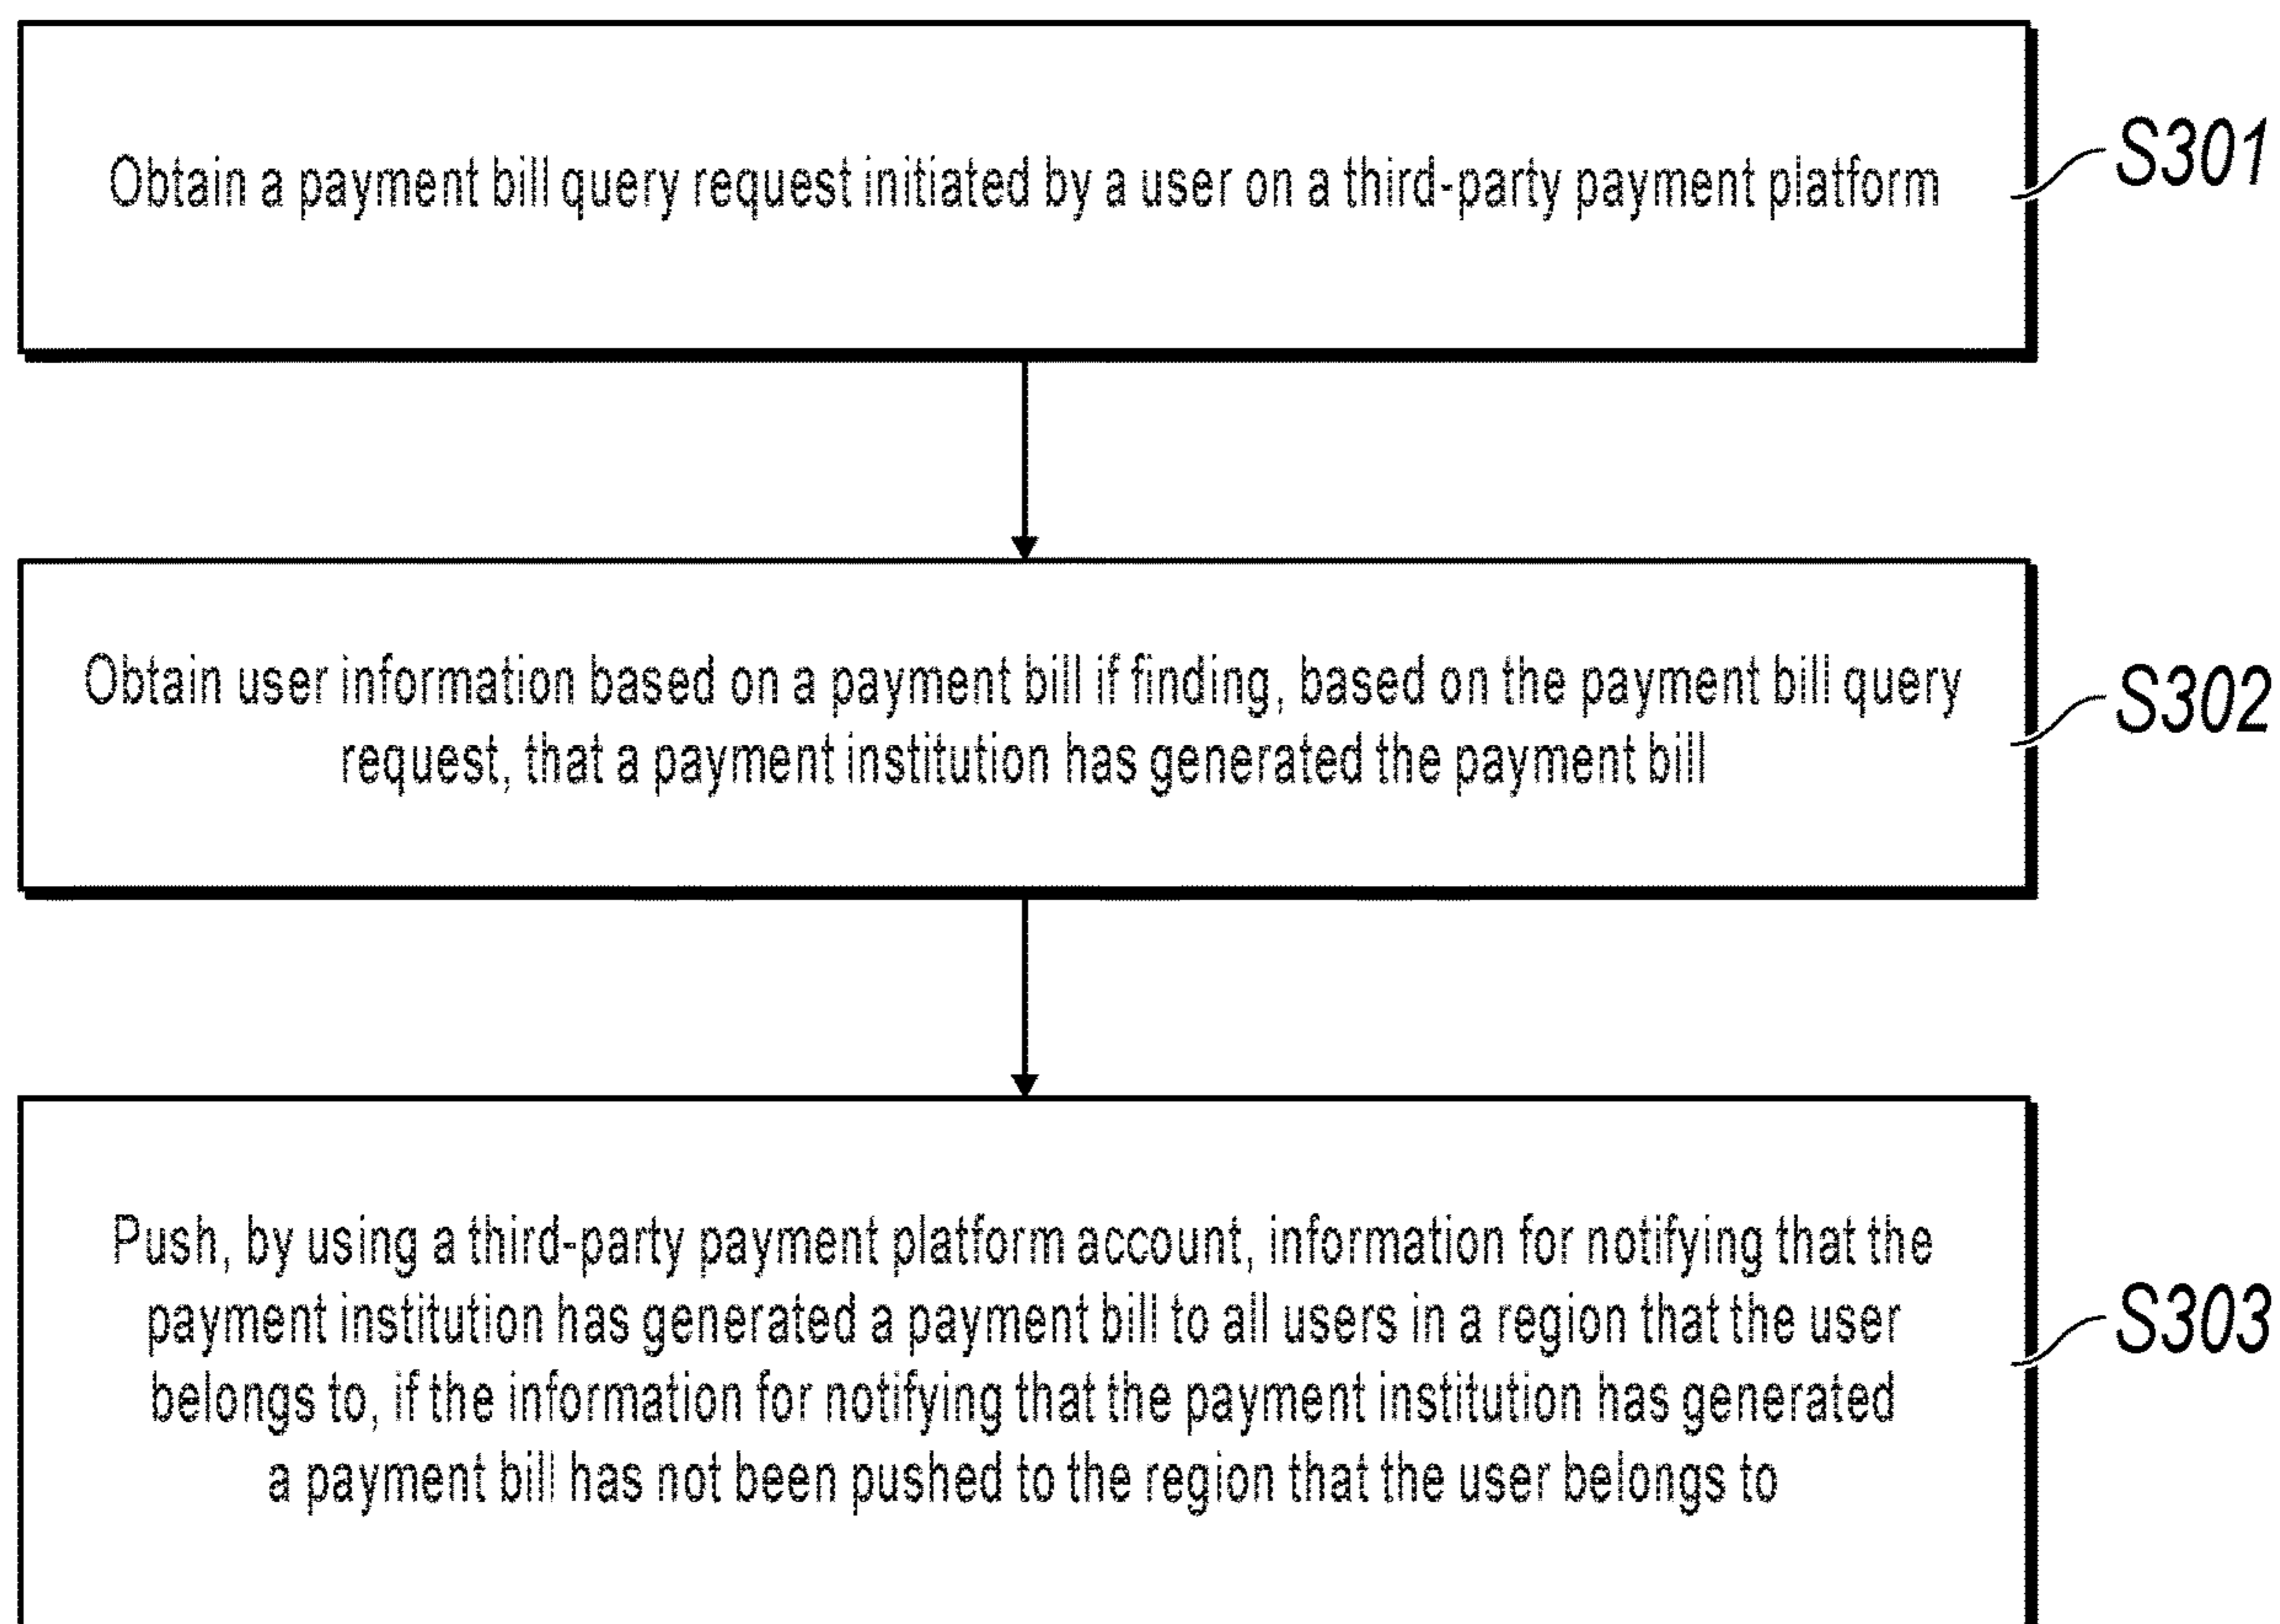 Obtain a payment bill query request initiated by a user on a third-party payment platform
S301
Obtain user information based on a payment bill if finding, based on the payment bill query
request, that a payment institution has generated the payment bill
S302
Push, by using a third-party payment platform account, information for notifying that the
payment institution has generated a payment bill to all users in a region that the user
belongs to, if the information for notifying that the payment institution has generated
a payment bill has not been pushed to the region that the user belongs to
S303